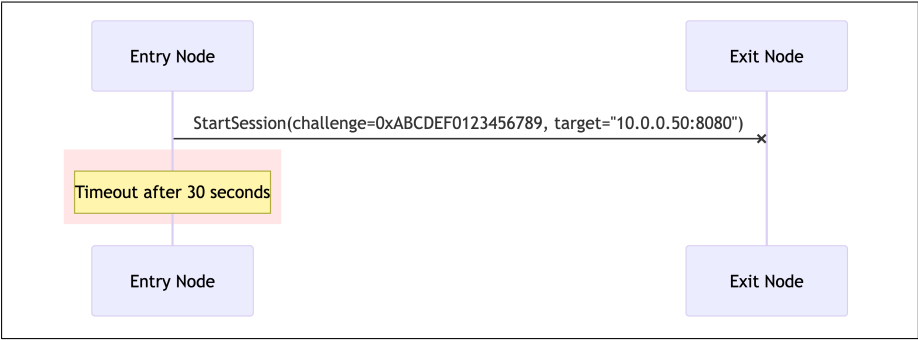 Entry Node
Exit Node
StartSession(challenge=0xABCDEF0123456789, target="10.0.0.50:8080")
Timeout after 30 seconds
Entry Node
Exit Node